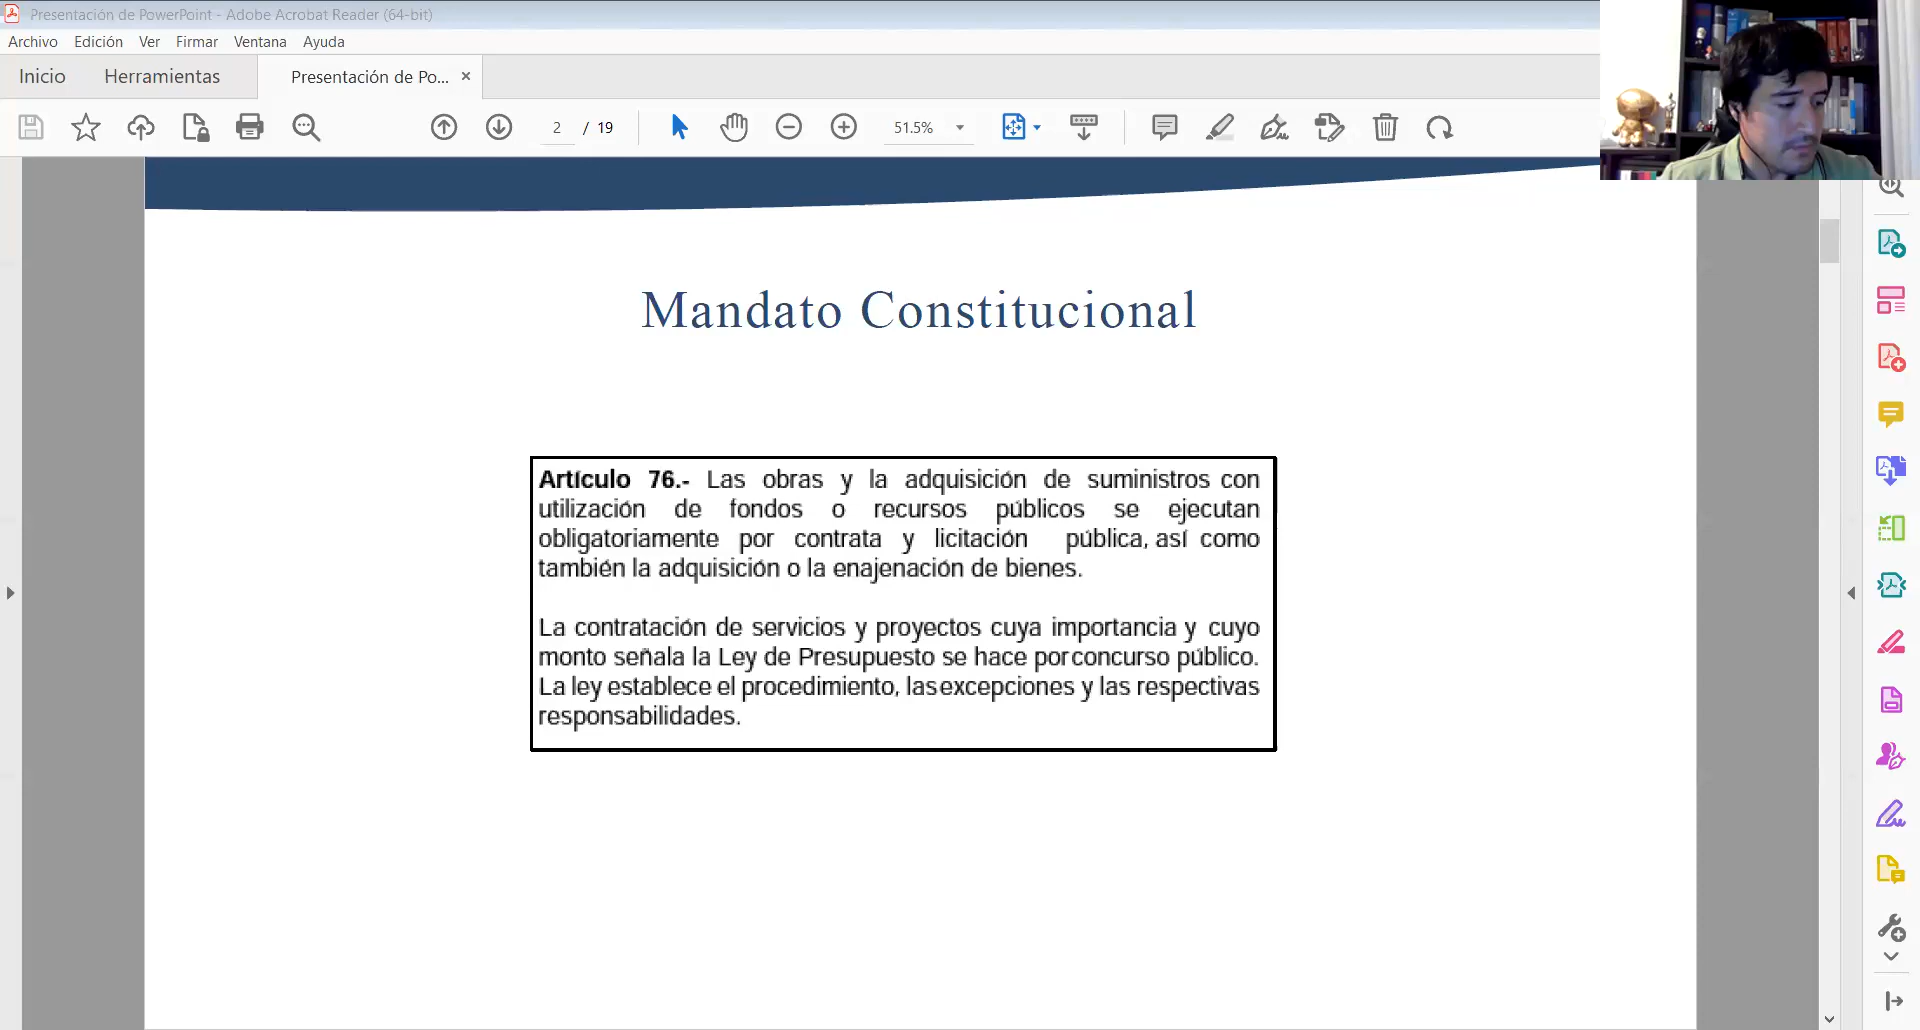 Presentación de PowerPoint - Adobe Acrobat Reader (64-bit)
Archivo Edición Ver Firmar Ventana Ayuda
Inicio Herramientas Presentación de Po... ×
2 / 19 51.5%
Mandato Constitucional
Artículo 76.- Las obras y la adquisición de suministros con
utilización de fondos o recursos públicos se ejecutan
obligatoriamente por contrata y licitación pública, así como
también la adquisición o la enajenación de bienes.
La contratación de servicios y proyectos cuya importancia y cuyo
monto señala la Ley de Presupuesto se hace por concurso público.
La ley establece el procedimiento, las excepciones y las respectivas
responsabilidades.